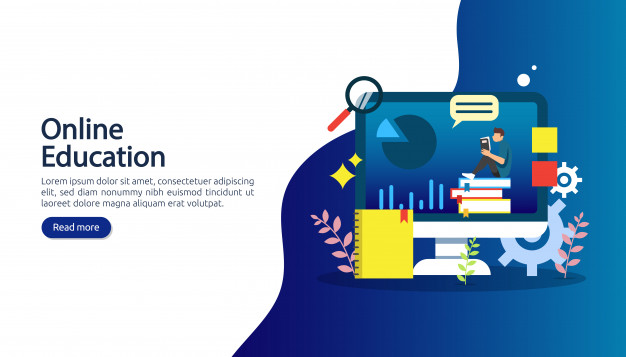 Online
Education
Lorem ipsum dolor sit amet, consectetuer adipiscing
elit, sed diam nonummy nibh euismod tincidunt ut
laoreet dolore magna aliquam erat volutpat.
Read more